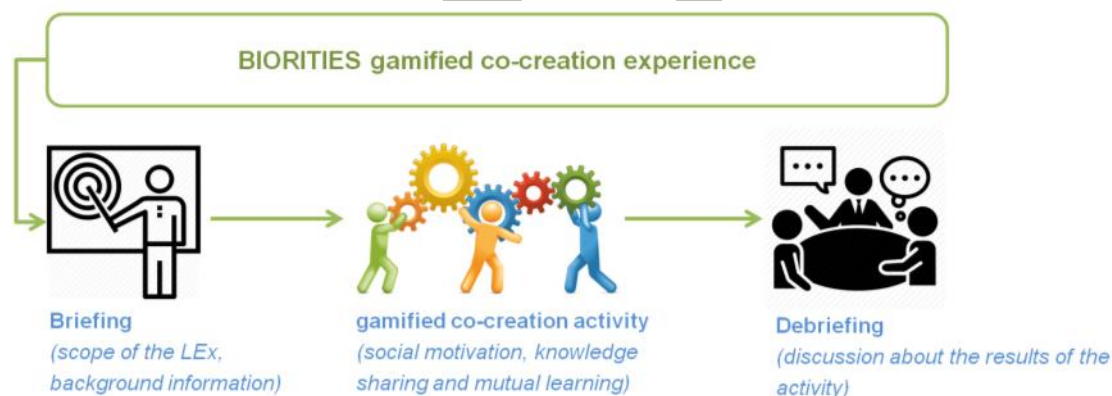 BIORITIES gamified co-creation experience
Briefing
(scope of the LEx,
background information)
gamified co-creation activity
(social motivation, knowledge
sharing and mutual learning)
Debriefing
(discussion about the results of the
activity)